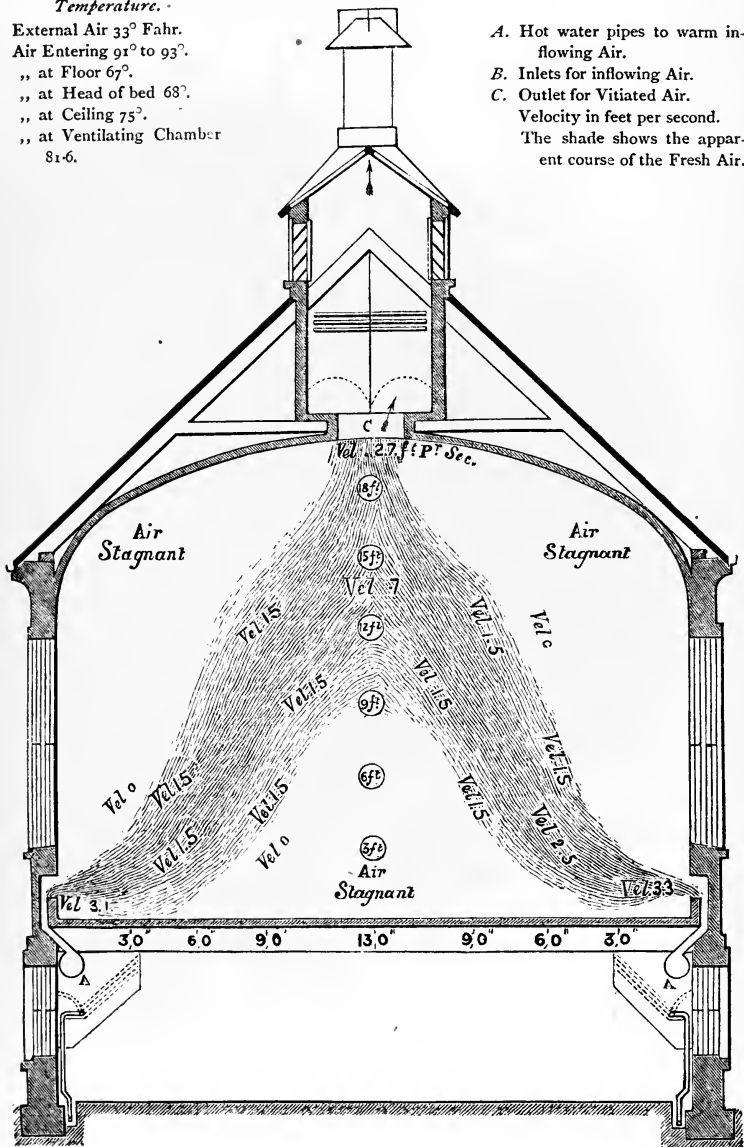 Temperature.
External Air 33° Fahr.
Air Entering 91° to 93°.
,, at Floor 67°.
,, at Head of bed 68°.
,, at Ceiling 75°.
,, at Ventilating Chamber
81·6.
A. Hot water pipes to warm in-
flowing Air.
B. Inlets for inflowing Air.
C. Outlet for Vitiated Air.
Velocity in feet per second.
The shade shows the appar-
ent course of the Fresh Air.
C
Vel. 2.7. ft Pr Sec.
18ft
Air
Stagnant
Air
Stagnant
15ft
Vel 7
12ft
Vel 1.5
Vel 1.5
Vel
Vel 1.5
Vel 1.5
9ft
6ft
Vel 0
Vel 1.5
Vel 1.5
Vel 1.5
Vel 1.5
Vel 1.5
Vel 0
3ft
Vel 2.5
Air
Stagnant
Vel 3.1
Vel 3.3
3,0" 6,0" 9,0" 13,0" 9,0" 6,0" 3,0"
A
A